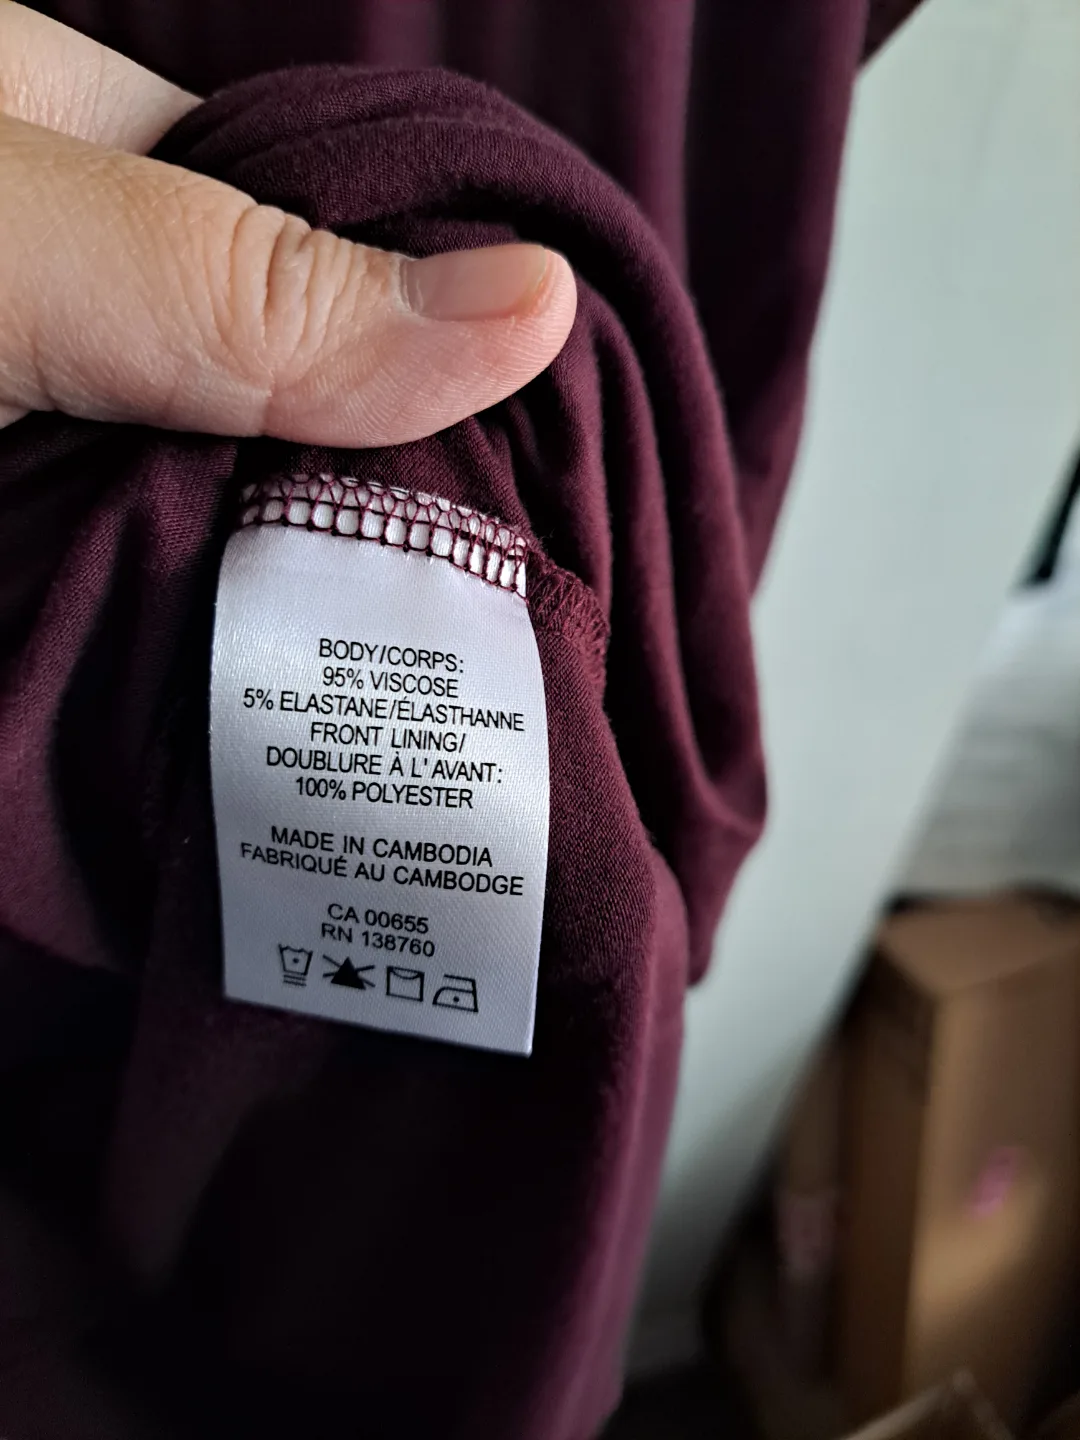 BODY/CORPS:
95% VISCOSE
5% ELASTANE/ÉLASTHANNE
FRONT LINING/
DOUBLURE À L'AVANT:
100% POLYESTER
MADE IN CAMBODIA
FABRIQUÉ AU CAMBODGE
CA 00655
RN 138760